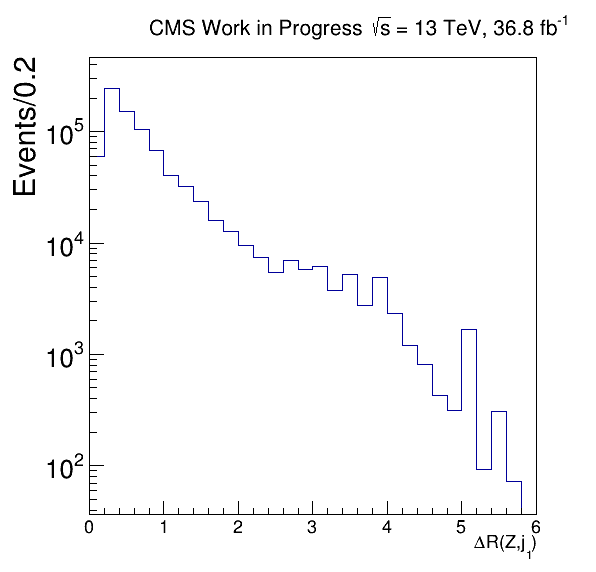 CMS Work in Progress √s = 13 TeV, 36.8 fb⁻¹
Events/0.2
10⁵
10⁴
10³
10²
0 1 2 3 4 5 6
ΔR(Z,j₁)